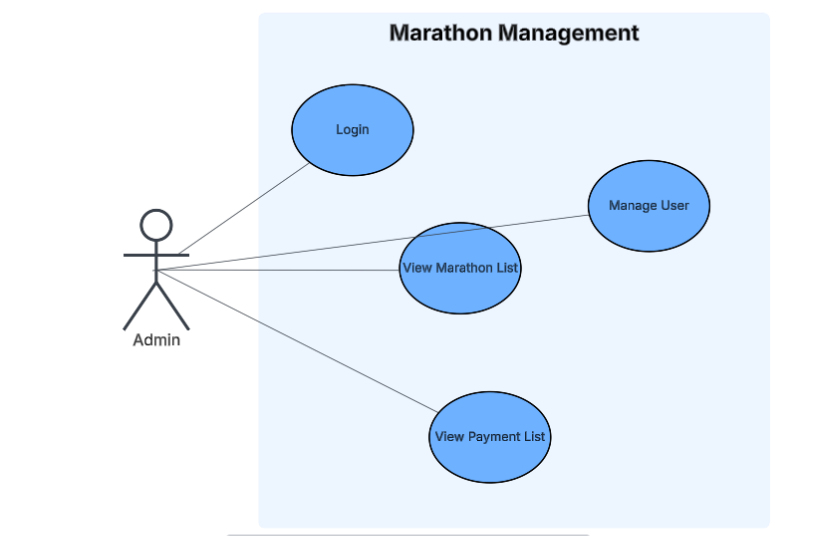 Marathon Management
Login
Manage User
View Marathon List
Admin
View Payment List